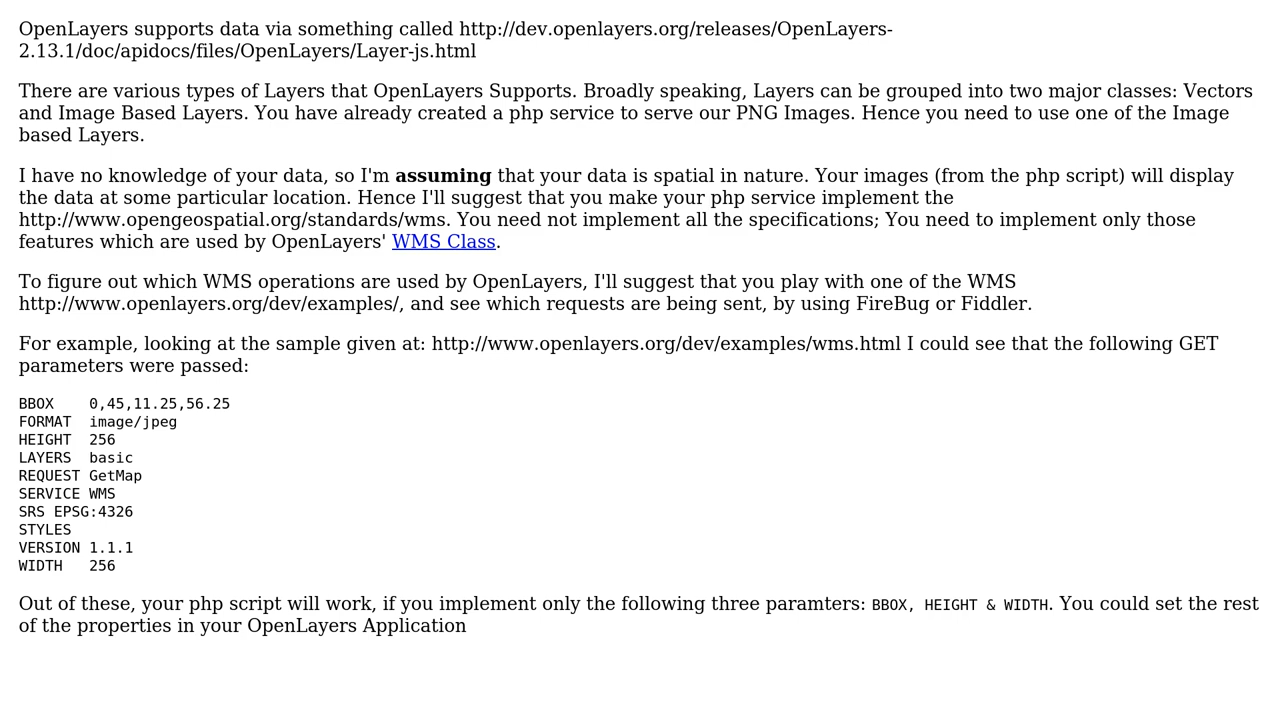 OpenLayers supports data via something called http://dev.openlayers.org/releases/OpenLayers-
2.13.1/doc/apidocs/files/OpenLayers/Layer-js.html
There are various types of Layers that OpenLayers Supports. Broadly speaking, Layers can be grouped into two major classes: Vectors
and Image Based Layers. You have already created a php service to serve our PNG Images. Hence you need to use one of the Image
based Layers.
I have no knowledge of your data, so I'm assuming that your data is spatial in nature. Your images (from the php script) will display
the data at some particular location. Hence I'll suggest that you make your php service implement the
http://www.opengeospatial.org/standards/wms. You need not implement all the specifications; You need to implement only those
features which are used by OpenLayers' WMS Class.
To figure out which WMS operations are used by OpenLayers, I'll suggest that you play with one of the WMS
http://www.openlayers.org/dev/examples/, and see which requests are being sent, by using FireBug or Fiddler.
For example, looking at the sample given at: http://www.openlayers.org/dev/examples/wms.html I could see that the following GET
parameters were passed:
BBOX    0,45,11.25,56.25
FORMAT  image/jpeg
HEIGHT  256
LAYERS  basic
REQUEST GetMap
SERVICE WMS
SRS EPSG:4326
STYLES
VERSION 1.1.1
WIDTH   256
Out of these, your php script will work, if you implement only the following three paramters: BBOX, HEIGHT & WIDTH. You could set the rest
of the properties in your OpenLayers Application